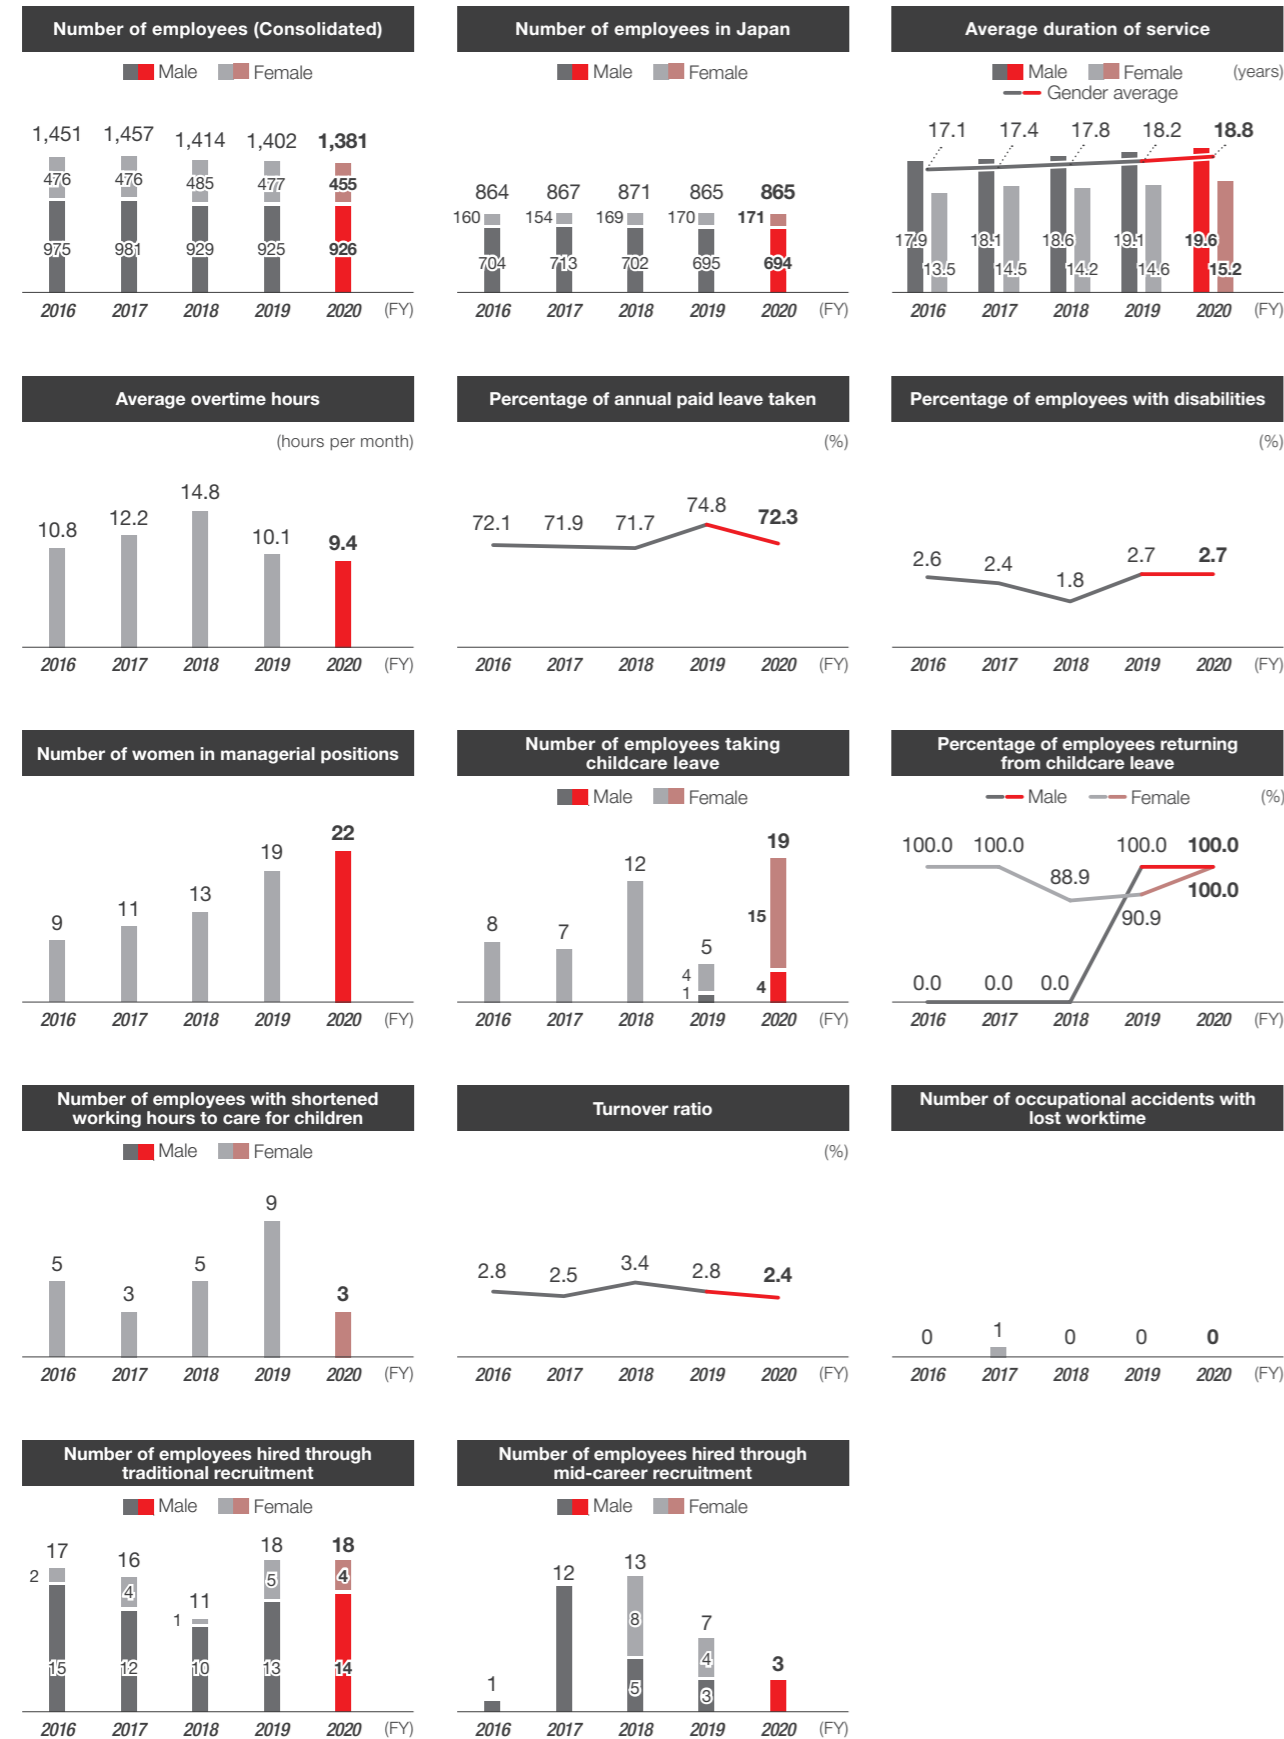 Number of employees (Consolidated)
Male Female
1,451 1,457 1,414 1,402 1,381
476 476 485 477 455
975 981 929 925 926
2016 2017 2018 2019 2020 (FY)
Number of employees in Japan
Male Female
864 867 871 865 865
160 154 169 170 171
704 713 702 695 694
2016 2017 2018 2019 2020 (FY)
Average duration of service
Male Female (years)
Gender average
17.1 17.4 17.8 18.2 18.8
17.9 18.1 18.6 19.1 19.6
13.5 14.5 14.2 14.6 15.2
2016 2017 2018 2019 2020 (FY)
Average overtime hours
(hours per month)
10.8 12.2 14.8 10.1 9.4
2016 2017 2018 2019 2020 (FY)
Percentage of annual paid leave taken
(%)
72.1 71.9 71.7 74.8 72.3
2016 2017 2018 2019 2020 (FY)
Percentage of employees with disabilities
(%)
2.6 2.4 1.8 2.7 2.7
2016 2017 2018 2019 2020 (FY)
Number of women in managerial positions
9 11 13 19 22
2016 2017 2018 2019 2020 (FY)
Number of employees taking
childcare leave
Male Female
8 7 12 5 19
4 15
1 4
2016 2017 2018 2019 2020 (FY)
Percentage of employees returning
from childcare leave
Male Female (%)
100.0 100.0 100.0 100.0
88.9 100.0
90.9
0.0 0.0 0.0
2016 2017 2018 2019 2020 (FY)
Number of employees with shortened
working hours to care for children
Male Female
5 3 5 9 3
2016 2017 2018 2019 2020 (FY)
Turnover ratio
(%)
2.8 2.5 3.4 2.8 2.4
2016 2017 2018 2019 2020 (FY)
Number of occupational accidents with
lost worktime
0 1 0 0 0
2016 2017 2018 2019 2020 (FY)
Number of employees hired through
traditional recruitment
Male Female
17 16 11 18 18
2 4 1 5 4
15 12 10 13 14
2016 2017 2018 2019 2020 (FY)
Number of employees hired through
mid-career recruitment
Male Female
1 12 13 7 3
8 4
5 3
2016 2017 2018 2019 2020 (FY)